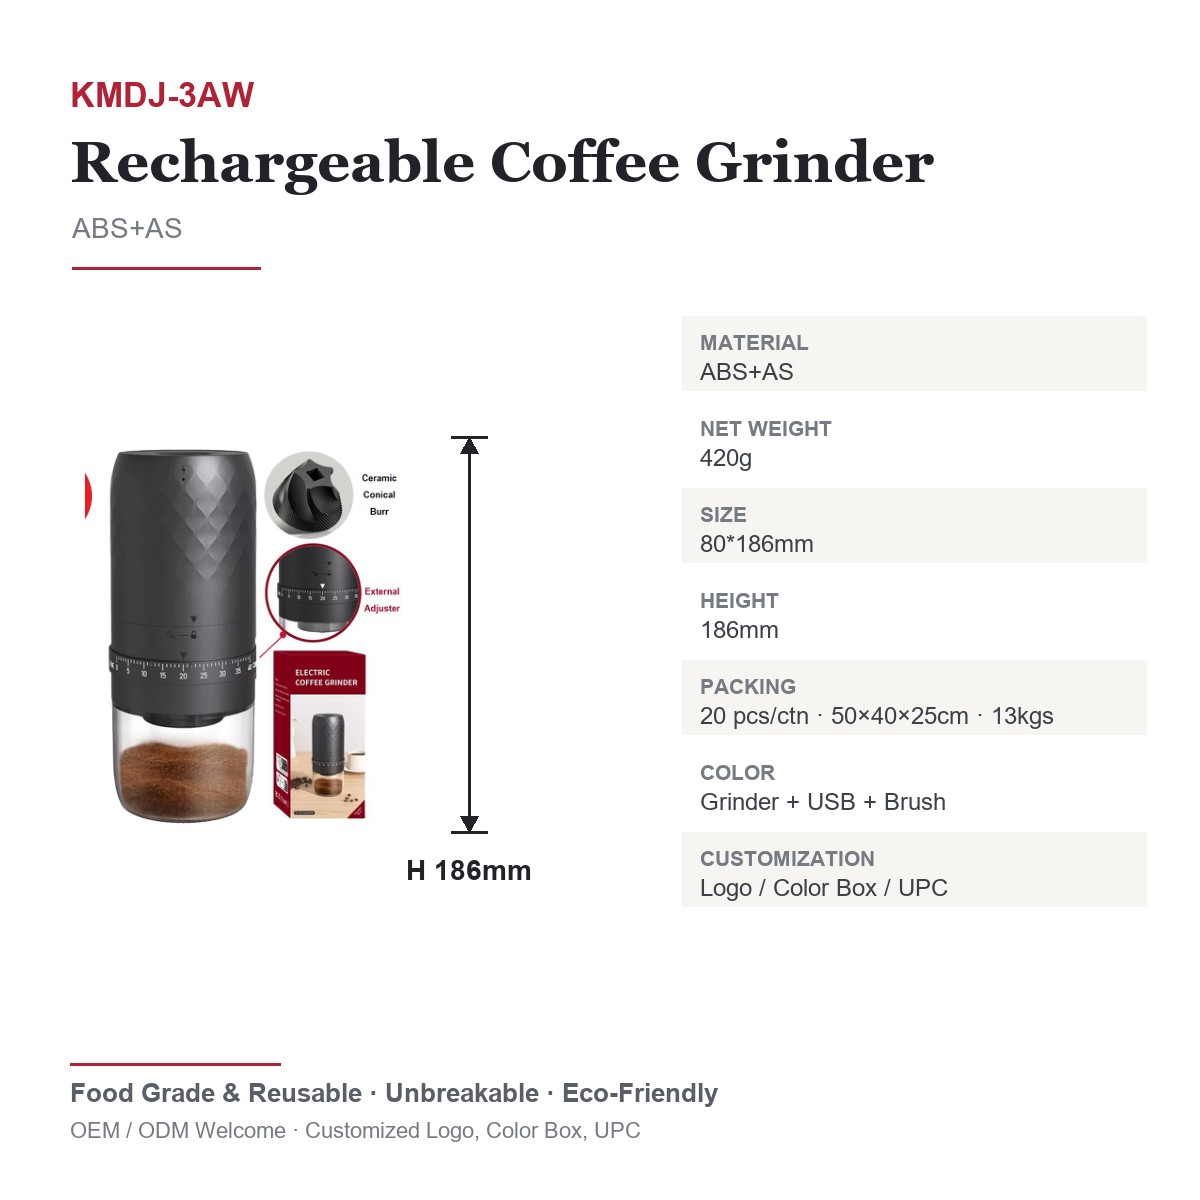 KMDJ-3AW
Rechargeable Coffee Grinder
ABS+AS
Ceramic
Conical
Burr
External
Adjuster
5 10 15 20 25 30 35 40
ELECTRIC
COFFEE GRINDER
H 186mm
MATERIAL
ABS+AS
NET WEIGHT
420g
SIZE
80*186mm
HEIGHT
186mm
PACKING
20 pcs/ctn · 50×40×25cm · 13kgs
COLOR
Grinder + USB + Brush
CUSTOMIZATION
Logo / Color Box / UPC
Food Grade & Reusable · Unbreakable · Eco-Friendly
OEM / ODM Welcome · Customized Logo, Color Box, UPC